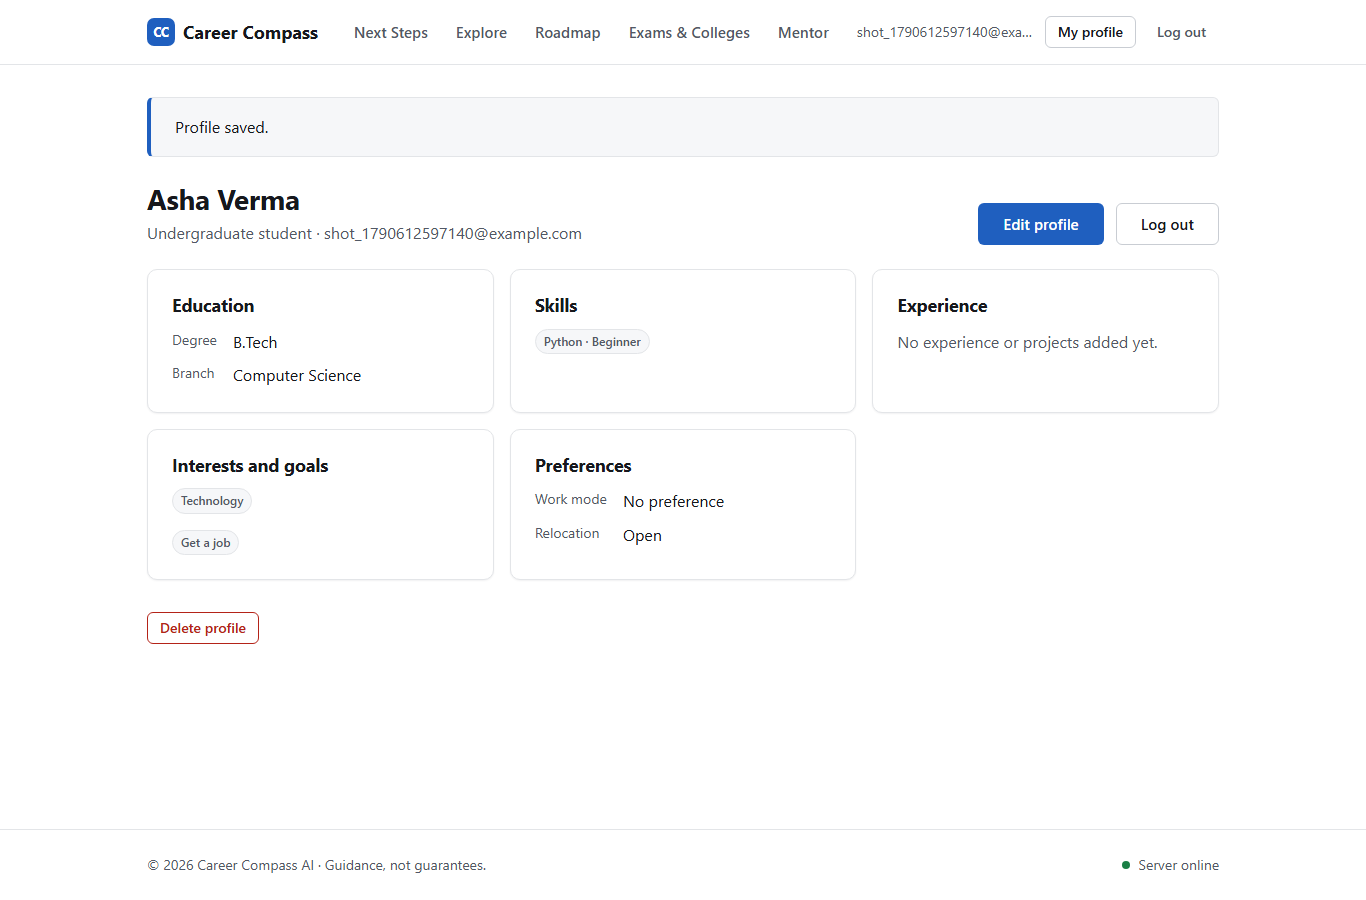 CC Career Compass Next Steps Explore Roadmap Exams & Colleges Mentor shot_1790612597140@exa... My profile Log out
Profile saved.
Asha Verma
Undergraduate student · shot_1790612597140@example.com
Edit profile Log out
Education
Degree B.Tech
Branch Computer Science
Skills
Python · Beginner
Experience
No experience or projects added yet.
Interests and goals
Technology
Get a job
Preferences
Work mode No preference
Relocation Open
Delete profile
© 2026 Career Compass AI · Guidance, not guarantees. Server online